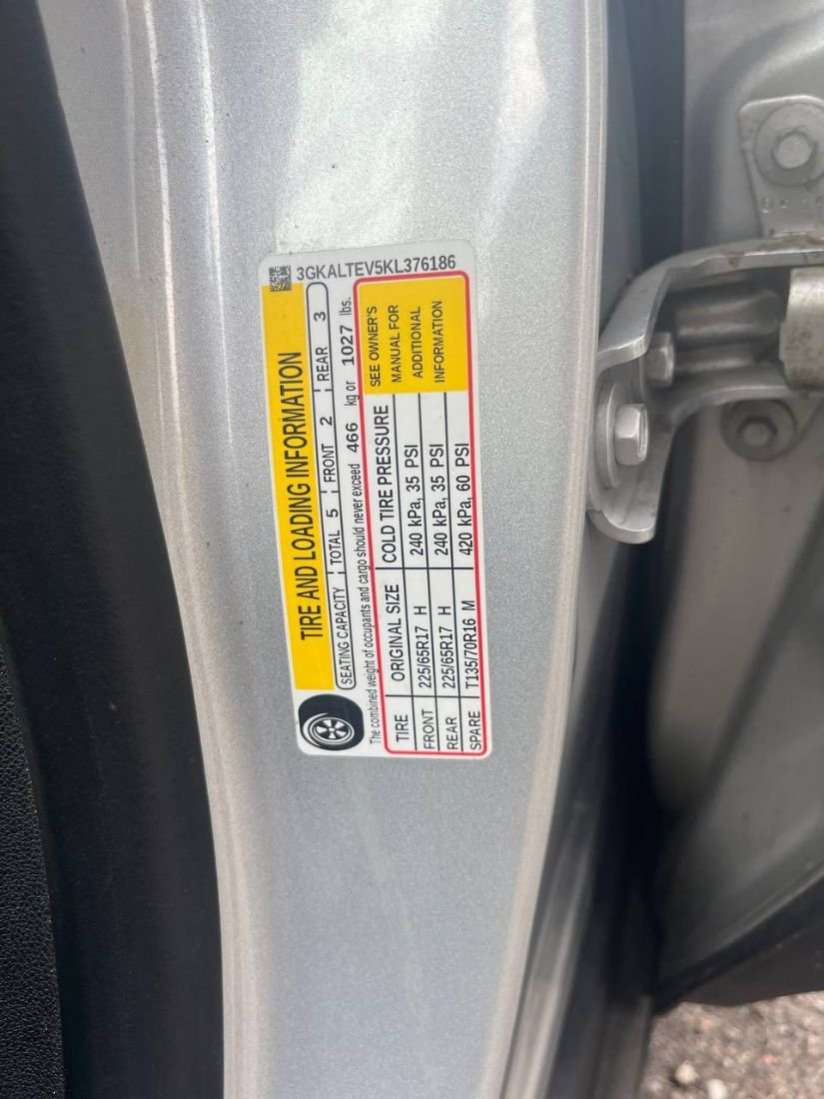 3GKALTEV5KL376186
TIRE AND LOADING INFORMATION
SEATING CAPACITY TOTAL 5 FRONT 2 REAR 3
The combined weight of occupants and cargo should never exceed 466 kg or 1027 lbs.
TIRE ORIGINAL SIZE COLD TIRE PRESSURE
FRONT 225/65R17 H 240 kPa, 35 PSI
REAR 225/65R17 H 240 kPa, 35 PSI
SPARE T135/70R16 M 420 kPa, 60 PSI
SEE OWNER'S
MANUAL FOR
ADDITIONAL
INFORMATION